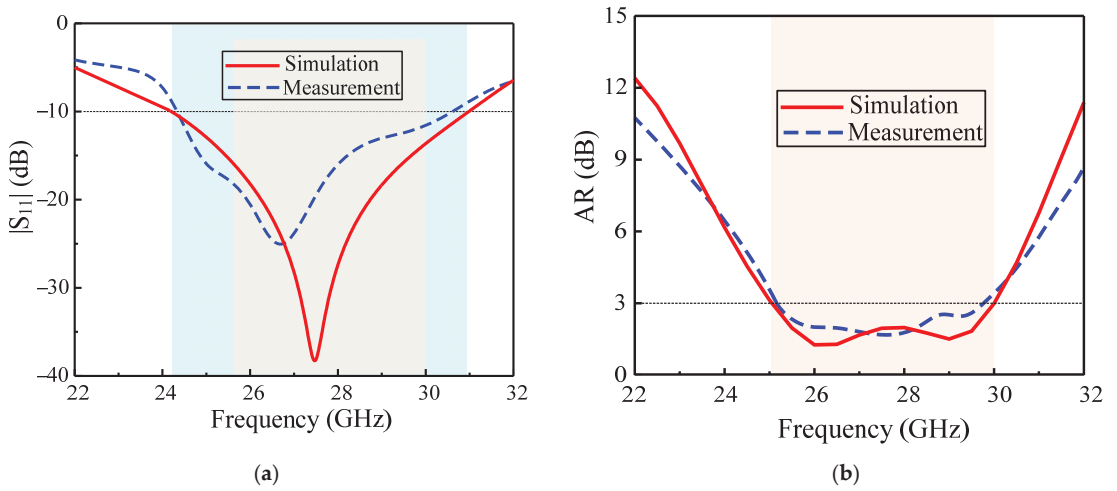 0
−10
−20
−30
−40
|S₁₁| (dB)
Simulation
Measurement
22
24
26
28
30
32
Frequency (GHz)
(a)
15
12
9
6
3
0
AR (dB)
Simulation
Measurement
22
24
26
28
30
32
Frequency (GHz)
(b)